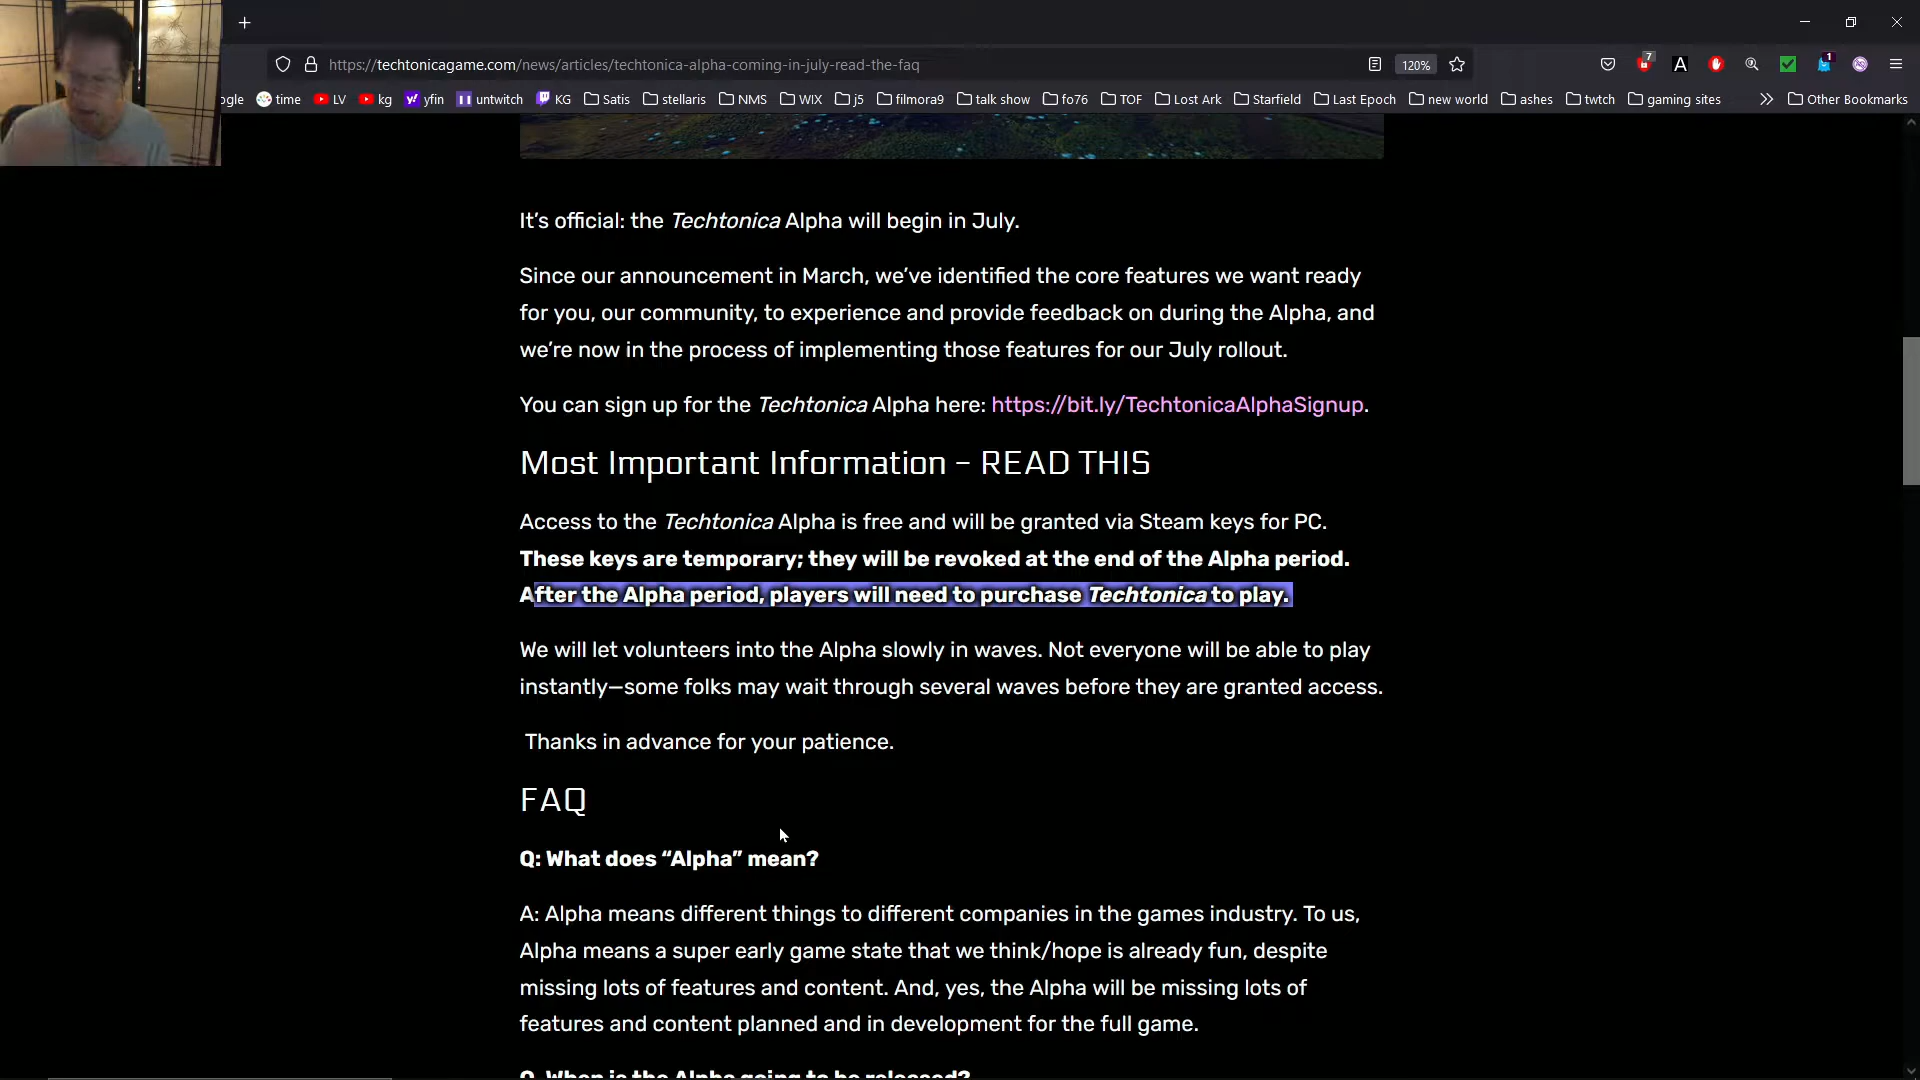 https://techtonicagame.com/news/articles/techtonica-alpha-coming-in-july-read-the-faq
120%
7
A
1
ogle time LV kg yfin untwitch KG Satis stellaris NMS WIX j5 filmora9 talk show fo76 TOF Lost Ark Starfield Last Epoch new world ashes twtch gaming sites Other Bookmarks
It's official: the Techtonica Alpha will begin in July.
Since our announcement in March, we've identified the core features we want ready
for you, our community, to experience and provide feedback on during the Alpha, and
we're now in the process of implementing those features for our July rollout.
You can sign up for the Techtonica Alpha here: https://bit.ly/TechtonicaAlphaSignup.
Most Important Information – READ THIS
Access to the Techtonica Alpha is free and will be granted via Steam keys for PC.
These keys are temporary; they will be revoked at the end of the Alpha period.
After the Alpha period, players will need to purchase Techtonica to play.
We will let volunteers into the Alpha slowly in waves. Not everyone will be able to play
instantly—some folks may wait through several waves before they are granted access.
Thanks in advance for your patience.
FAQ
Q: What does “Alpha” mean?
A: Alpha means different things to different companies in the games industry. To us,
Alpha means a super early game state that we think/hope is already fun, despite
missing lots of features and content. And, yes, the Alpha will be missing lots of
features and content planned and in development for the full game.
Q. When is the Alpha going to be released?